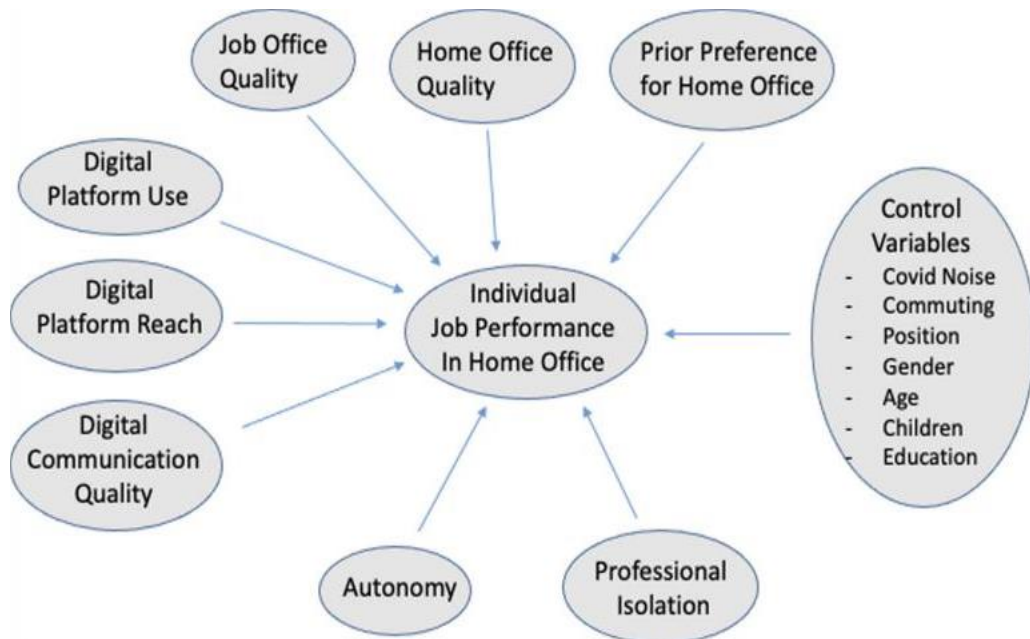 Job Office
Quality
Home Office
Quality
Prior Preference
for Home Office
Digital
Platform Use
Digital
Platform Reach
Digital
Communication
Quality
Individual
Job Performance
In Home Office
Control
Variables
- Covid Noise
- Commuting
- Position
- Gender
- Age
- Children
- Education
Autonomy
Professional
Isolation